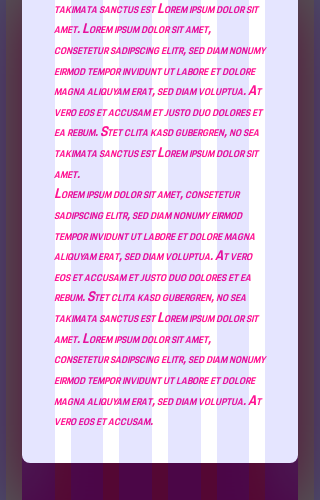 takimata sanctus est Lorem ipsum dolor sit
amet. Lorem ipsum dolor sit amet,
consetetur sadipscing elitr, sed diam nonumy
eirmod tempor invidunt ut labore et dolore
magna aliquyam erat, sed diam voluptua. At
vero eos et accusam et justo duo dolores et
ea rebum. Stet clita kasd gubergren, no sea
takimata sanctus est Lorem ipsum dolor sit
amet.
Lorem ipsum dolor sit amet, consetetur
sadipscing elitr, sed diam nonumy eirmod
tempor invidunt ut labore et dolore magna
aliquyam erat, sed diam voluptua. At vero
eos et accusam et justo duo dolores et ea
rebum. Stet clita kasd gubergren, no sea
takimata sanctus est Lorem ipsum dolor sit
amet. Lorem ipsum dolor sit amet,
consetetur sadipscing elitr, sed diam nonumy
eirmod tempor invidunt ut labore et dolore
magna aliquyam erat, sed diam voluptua. At
vero eos et accusam.